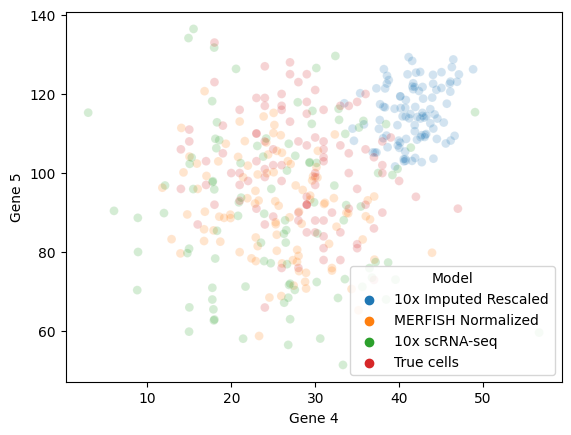 140
120
100
80
60
Gene 5
10
20
30
40
50
Gene 4
Model
10x Imputed Rescaled
MERFISH Normalized
10x scRNA-seq
True cells